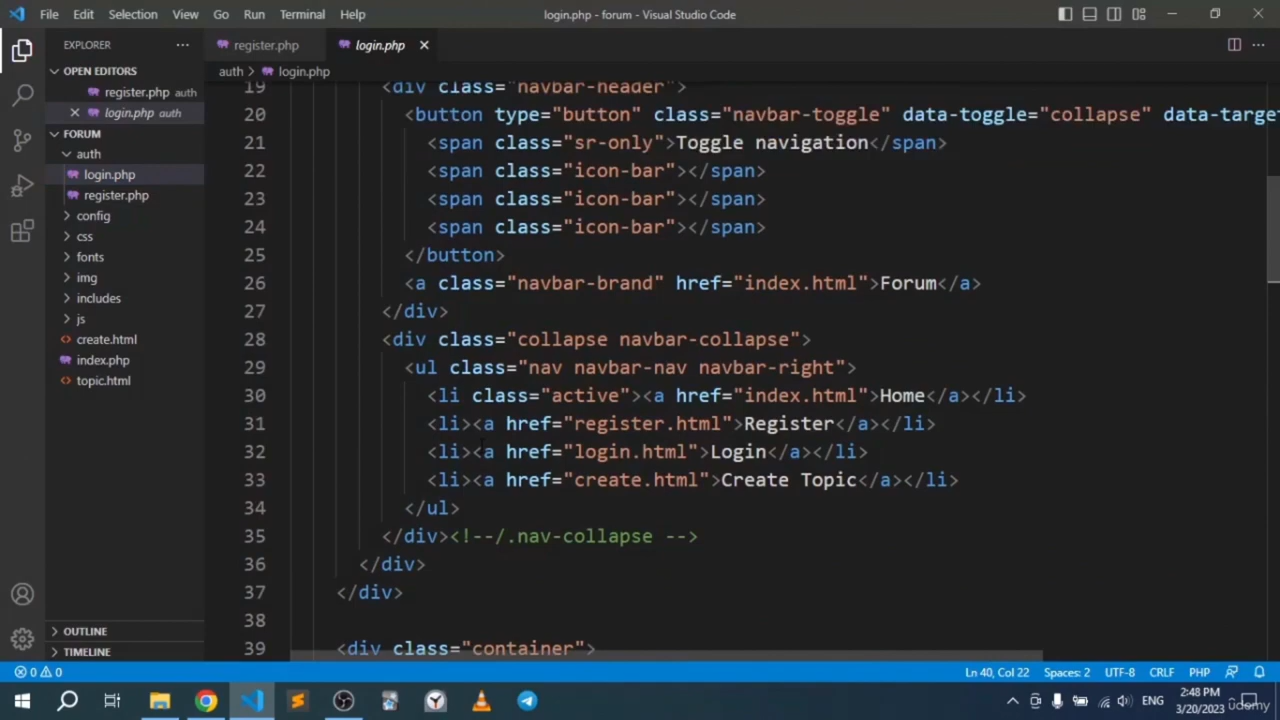 File Edit Selection View Go Run Terminal Help login.php - forum - Visual Studio Code
EXPLORER ··· register.php login.php ···
OPEN EDITORS
register.php auth
login.php auth
FORUM
auth
login.php
register.php
config
css
fonts
img
includes
js
create.html
index.php
topic.html
OUTLINE
TIMELINE
auth > login.php
19 <div class="navbar-header">
20 <button type="button" class="navbar-toggle" data-toggle="collapse" data-targe
21 <span class="sr-only">Toggle navigation</span>
22 <span class="icon-bar"></span>
23 <span class="icon-bar"></span>
24 <span class="icon-bar"></span>
25 </button>
26 <a class="navbar-brand" href="index.html">Forum</a>
27 </div>
28 <div class="collapse navbar-collapse">
29 <ul class="nav navbar-nav navbar-right">
30 <li class="active"><a href="index.html">Home</a></li>
31 <li><a href="register.html">Register</a></li>
32 <li><a href="login.html">Login</a></li>
33 <li><a href="create.html">Create Topic</a></li>
34 </ul>
35 </div><!--/.nav-collapse -->
36 </div>
37 </div>
38
39 <div class="container">
0 0 Ln 40, Col 22 Spaces: 2 UTF-8 CRLF PHP
ENG 2:48 PM
3/20/2023
udemy